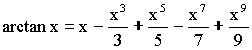 arctan x = x − x³/3 + x⁵/5 − x⁷/7 + x⁹/9